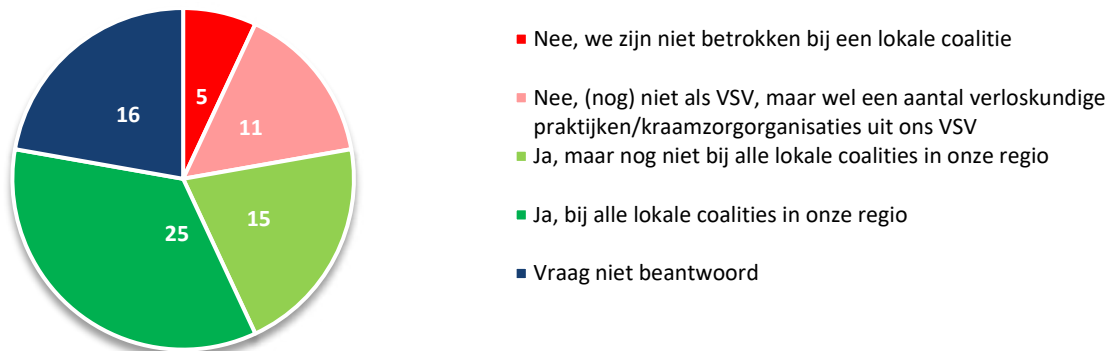 5
11
15
25
16
Nee, we zijn niet betrokken bij een lokale coalitie
Nee, (nog) niet als VSV, maar wel een aantal verloskundige
praktijken/kraamzorgorganisaties uit ons VSV
Ja, maar nog niet bij alle lokale coalities in onze regio
Ja, bij alle lokale coalities in onze regio
Vraag niet beantwoord